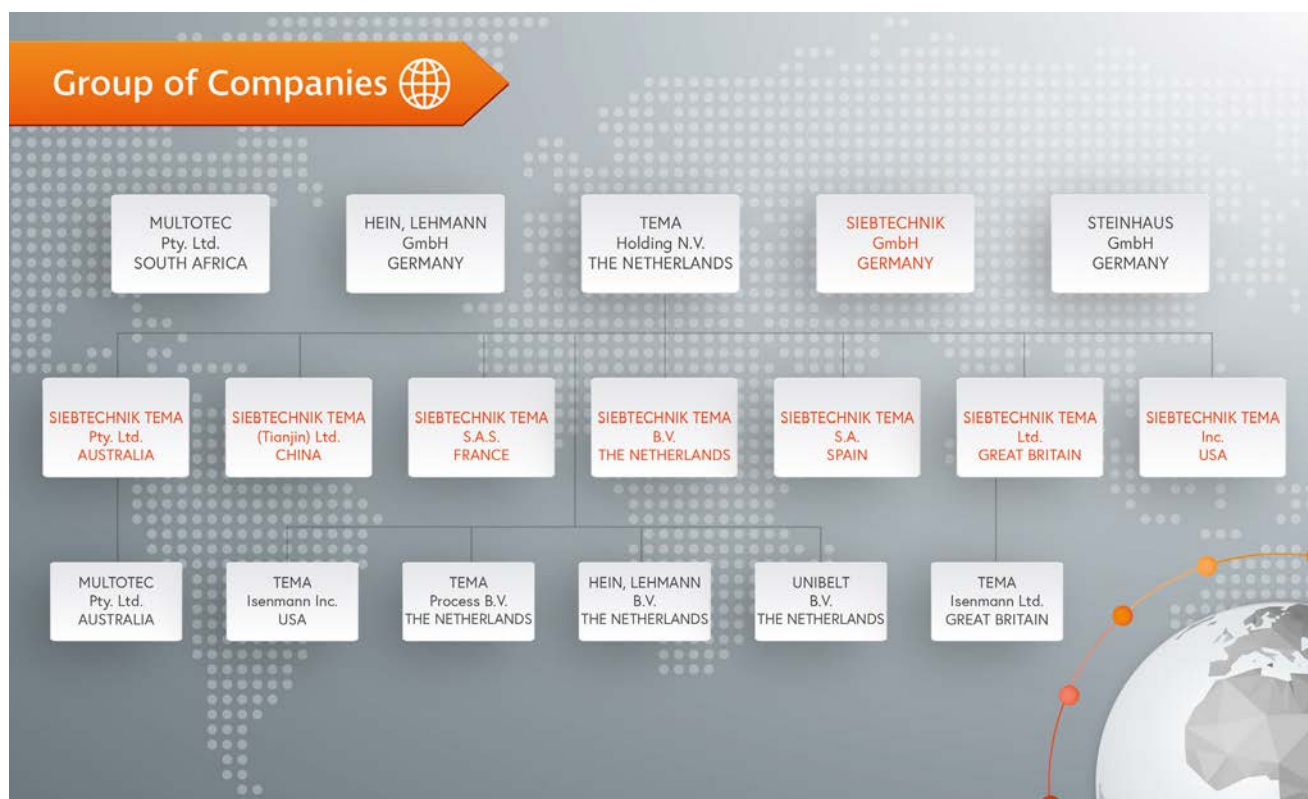 Group of Companies
MULTOTEC
Pty. Ltd.
SOUTH AFRICA
HEIN, LEHMANN
GmbH
GERMANY
TEMA
Holding N.V.
THE NETHERLANDS
SIEBTECHNIK
GmbH
GERMANY
STEINHAUS
GmbH
GERMANY
SIEBTECHNIK TEMA
Pty. Ltd.
AUSTRALIA
SIEBTECHNIK TEMA
(Tianjin) Ltd.
CHINA
SIEBTECHNIK TEMA
S.A.S.
FRANCE
SIEBTECHNIK TEMA
B.V.
THE NETHERLANDS
SIEBTECHNIK TEMA
S.A.
SPAIN
SIEBTECHNIK TEMA
Ltd.
GREAT BRITAIN
SIEBTECHNIK TEMA
Inc.
USA
MULTOTEC
Pty. Ltd.
AUSTRALIA
TEMA
Isenmann Inc.
USA
TEMA
Process B.V.
THE NETHERLANDS
HEIN, LEHMANN
B.V.
THE NETHERLANDS
UNIBELT
B.V.
THE NETHERLANDS
TEMA
Isenmann Ltd.
GREAT BRITAIN